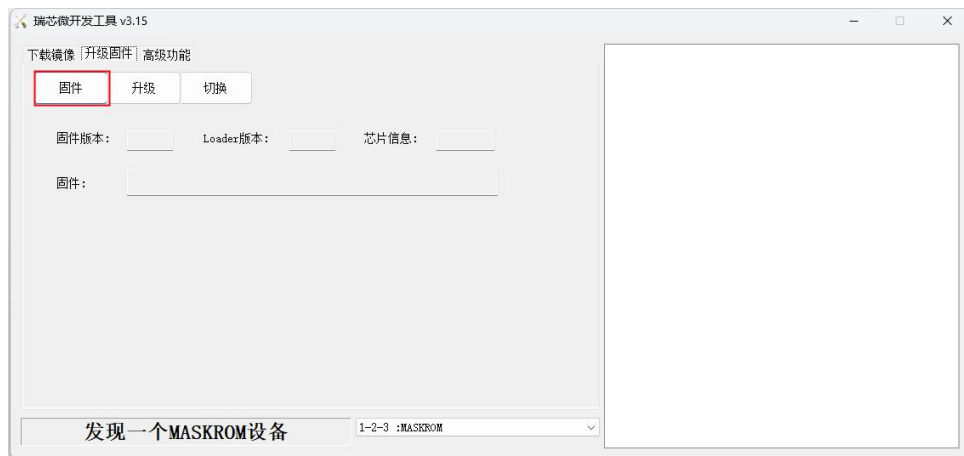 瑞芯微开发工具 v3.15
下载镜像 升级固件 高级功能
固件 升级 切换
固件版本: Loader版本: 芯片信息:
固件:
发现一个MASKROM设备 1-2-3 :MASKROM